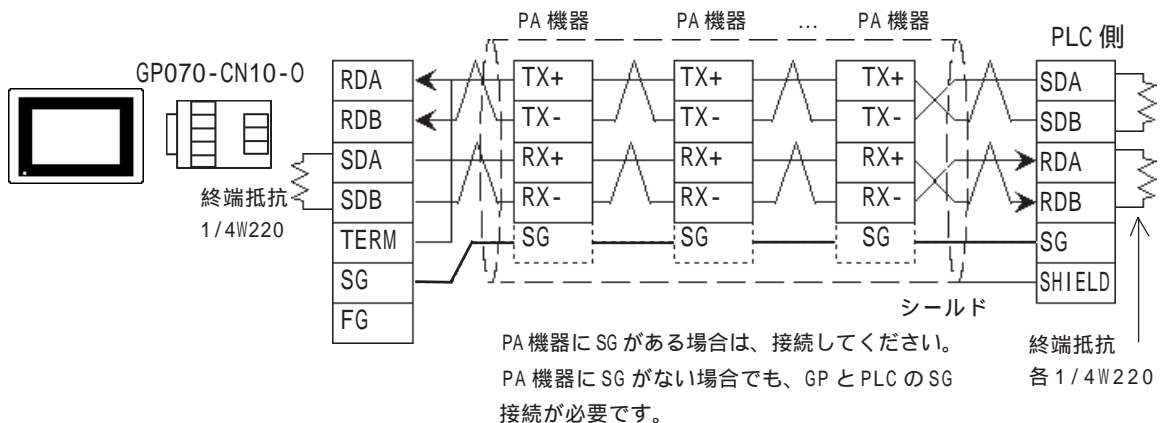 PA 機器
PA 機器
...
PA 機器
PLC 側
GP070-CN10-O
RDA
RDB
SDA
SDB
TERM
SG
FG
終端抵抗
1/4W220
TX+
TX-
RX+
RX-
SG
TX+
TX-
RX+
RX-
SG
TX+
TX-
RX+
RX-
SG
SDA
SDB
RDA
RDB
SG
SHIELD
シールド
PA 機器に SG がある場合は、接続してください。
PA 機器に SG がない場合でも、GP と PLC の SG
接続が必要です。
終端抵抗
各 1/4W220